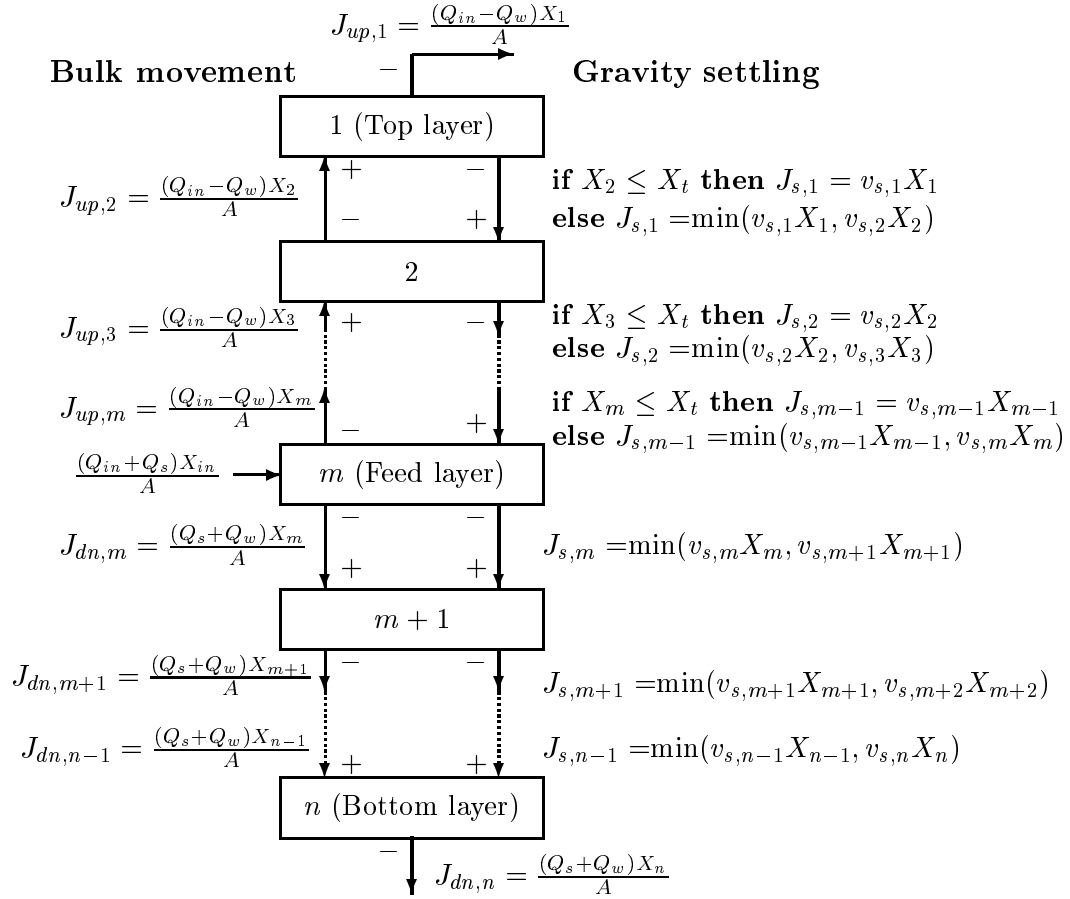 J_{up,1} = \frac{(Q_{in}-Q_w)X_1}{A}
Bulk movement
Gravity settling
−
1 (Top layer)
+ −
J_{up,2} = \frac{(Q_{in}-Q_w)X_2}{A}
if X_2 ≤ X_t then J_{s,1} = v_{s,1}X_1
− +
else J_{s,1} =min(v_{s,1}X_1, v_{s,2}X_2)
2
J_{up,3} = \frac{(Q_{in}-Q_w)X_3}{A}
+ −
if X_3 ≤ X_t then J_{s,2} = v_{s,2}X_2
else J_{s,2} =min(v_{s,2}X_2, v_{s,3}X_3)
J_{up,m} = \frac{(Q_{in}-Q_w)X_m}{A}
if X_m ≤ X_t then J_{s,m−1} = v_{s,m−1}X_{m−1}
− +
else J_{s,m−1} =min(v_{s,m−1}X_{m−1}, v_{s,m}X_m)
\frac{(Q_{in}+Q_s)X_{in}}{A}
m (Feed layer)
− −
J_{dn,m} = \frac{(Q_s+Q_w)X_m}{A}
J_{s,m} =min(v_{s,m}X_m, v_{s,m+1}X_{m+1})
+ +
m + 1
− −
J_{dn,m+1} = \frac{(Q_s+Q_w)X_{m+1}}{A}
J_{s,m+1} =min(v_{s,m+1}X_{m+1}, v_{s,m+2}X_{m+2})
J_{dn,n−1} = \frac{(Q_s+Q_w)X_{n−1}}{A}
J_{s,n−1} =min(v_{s,n−1}X_{n−1}, v_{s,n}X_n)
+ +
n (Bottom layer)
−
J_{dn,n} = \frac{(Q_s+Q_w)X_n}{A}